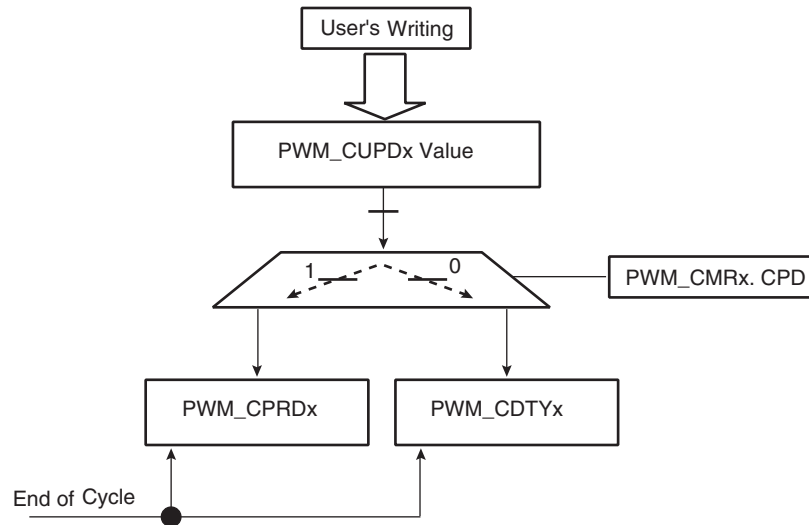 User's Writing
PWM_CUPDx Value
1
0
PWM_CMRx. CPD
PWM_CPRDx
PWM_CDTYx
End of Cycle